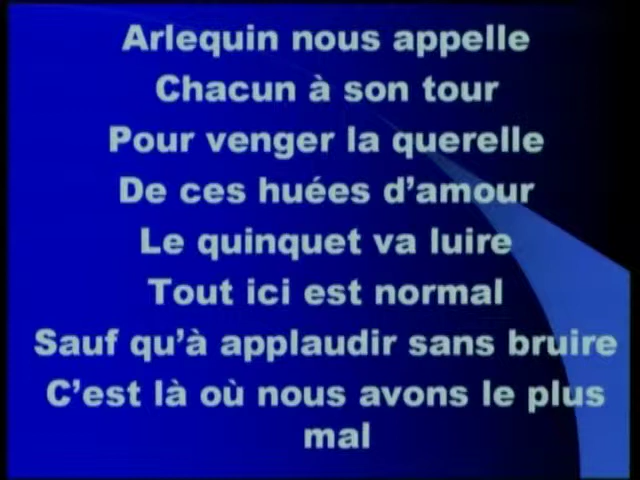 Arlequin nous appelle
Chacun à son tour
Pour venger la querelle
De ces huées d’amour
Le quinquet va luire
Tout ici est normal
Sauf qu’à applaudir sans bruire
C’est là où nous avons le plus
mal